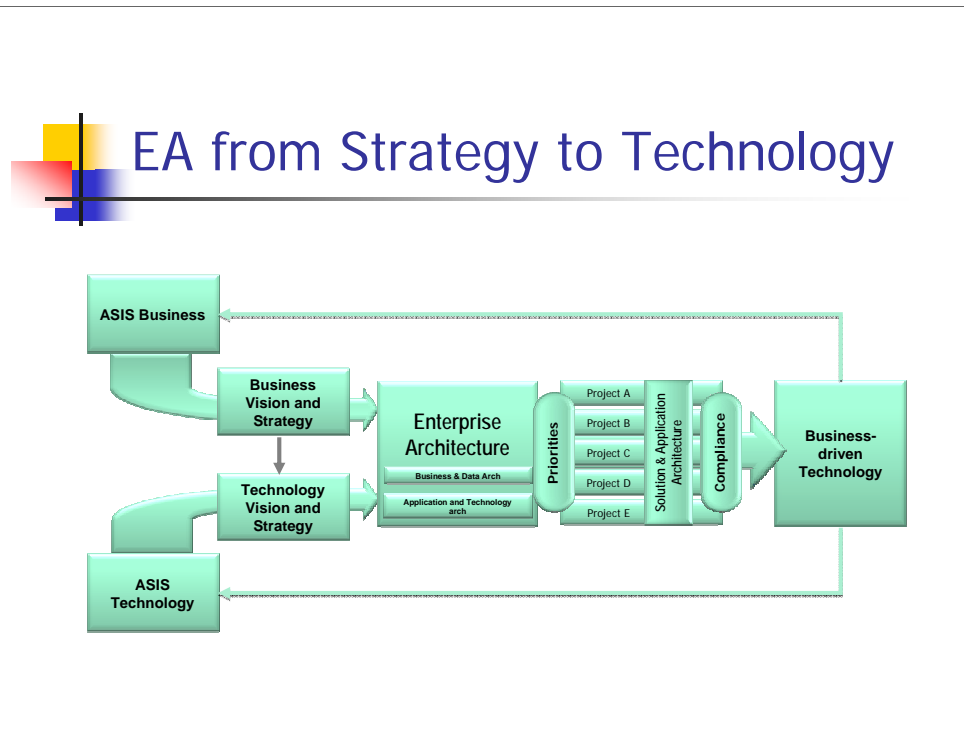 EA from Strategy to Technology
ASIS Business
Business
Vision and
Strategy
Technology
Vision and
Strategy
ASIS
Technology
Enterprise
Architecture
Business & Data Arch
Application and Technology
arch
Priorities
Project A
Project B
Project C
Project D
Project E
Solution & Application
Architecture
Compliance
Business-
driven
Technology